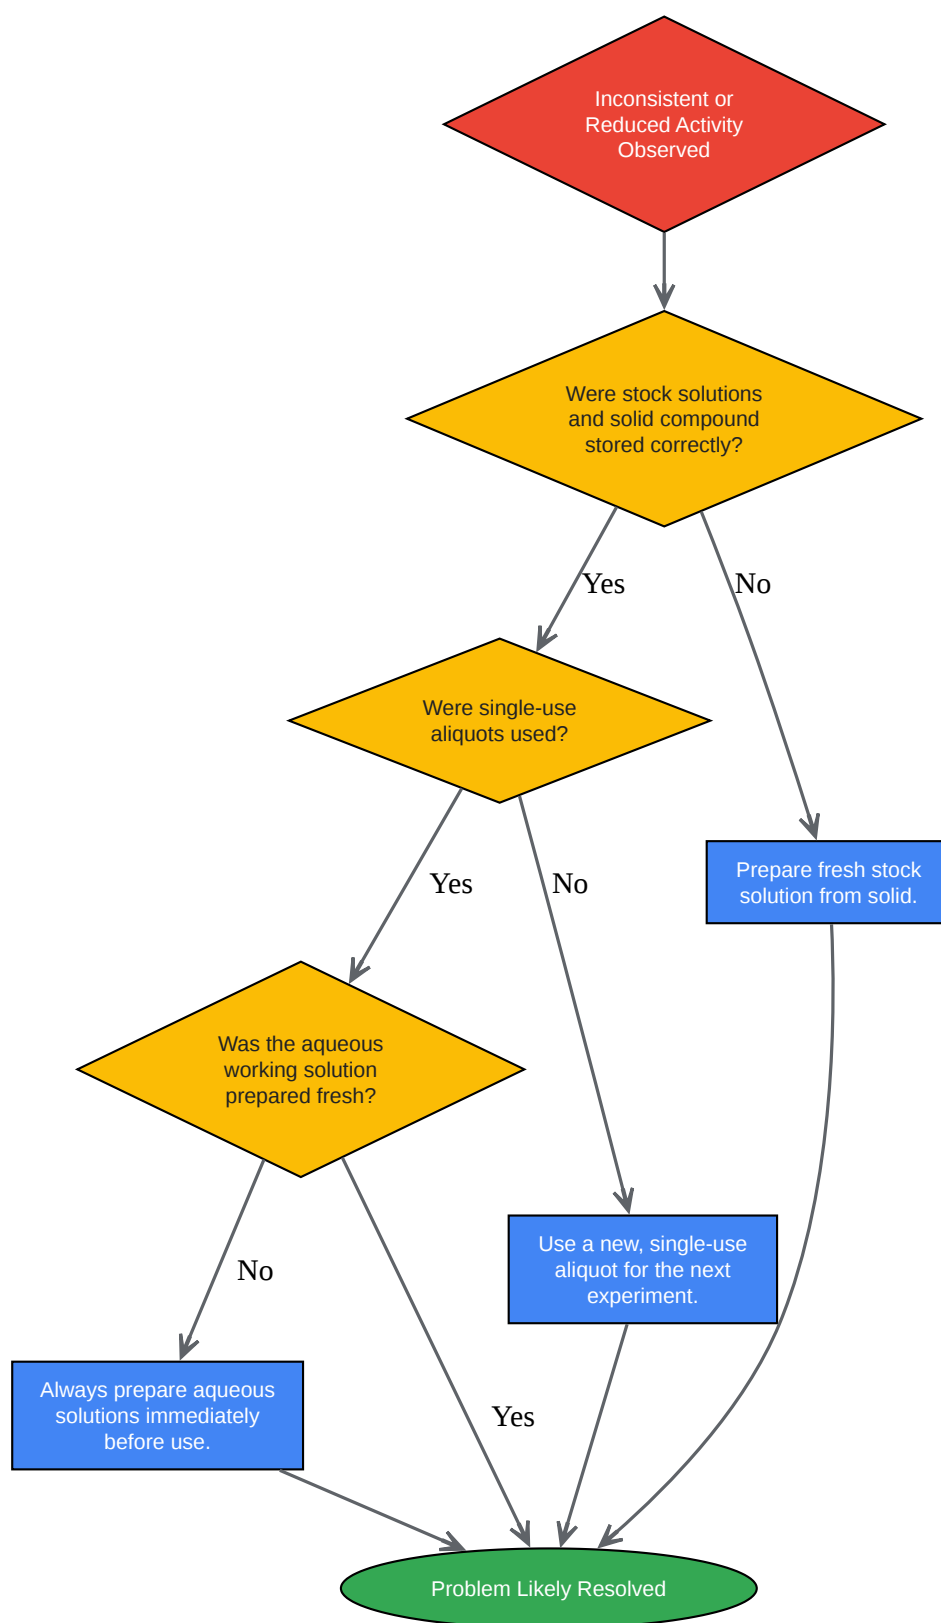 Inconsistent or
Reduced Activity
Observed
Were stock solutions
and solid compound
stored correctly?
Yes
No
Were single-use
aliquots used?
Prepare fresh stock
solution from solid.
Yes
No
Was the aqueous
working solution
prepared fresh?
Use a new, single-use
aliquot for the next
experiment.
No
Always prepare aqueous
solutions immediately
before use.
Yes
Problem Likely Resolved